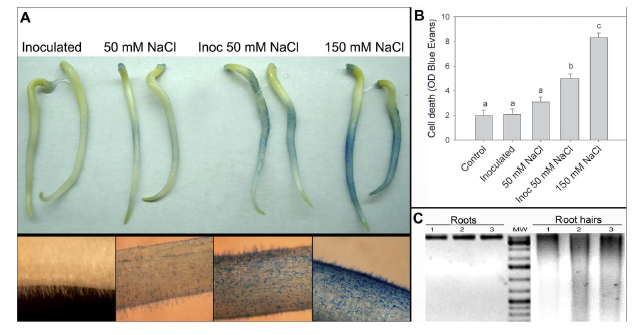 A
Inoculated 50 mM NaCl Inoc 50 mM NaCl 150 mM NaCl
B
Cell death (OD Blue Evans)
10
8
6
4
2
0
a a a b c
Control Inoculated 50 mM NaCl Inoc 50 mM NaCl 150 mM NaCl
C
Roots MW Root hairs
1 2 3 1 2 3